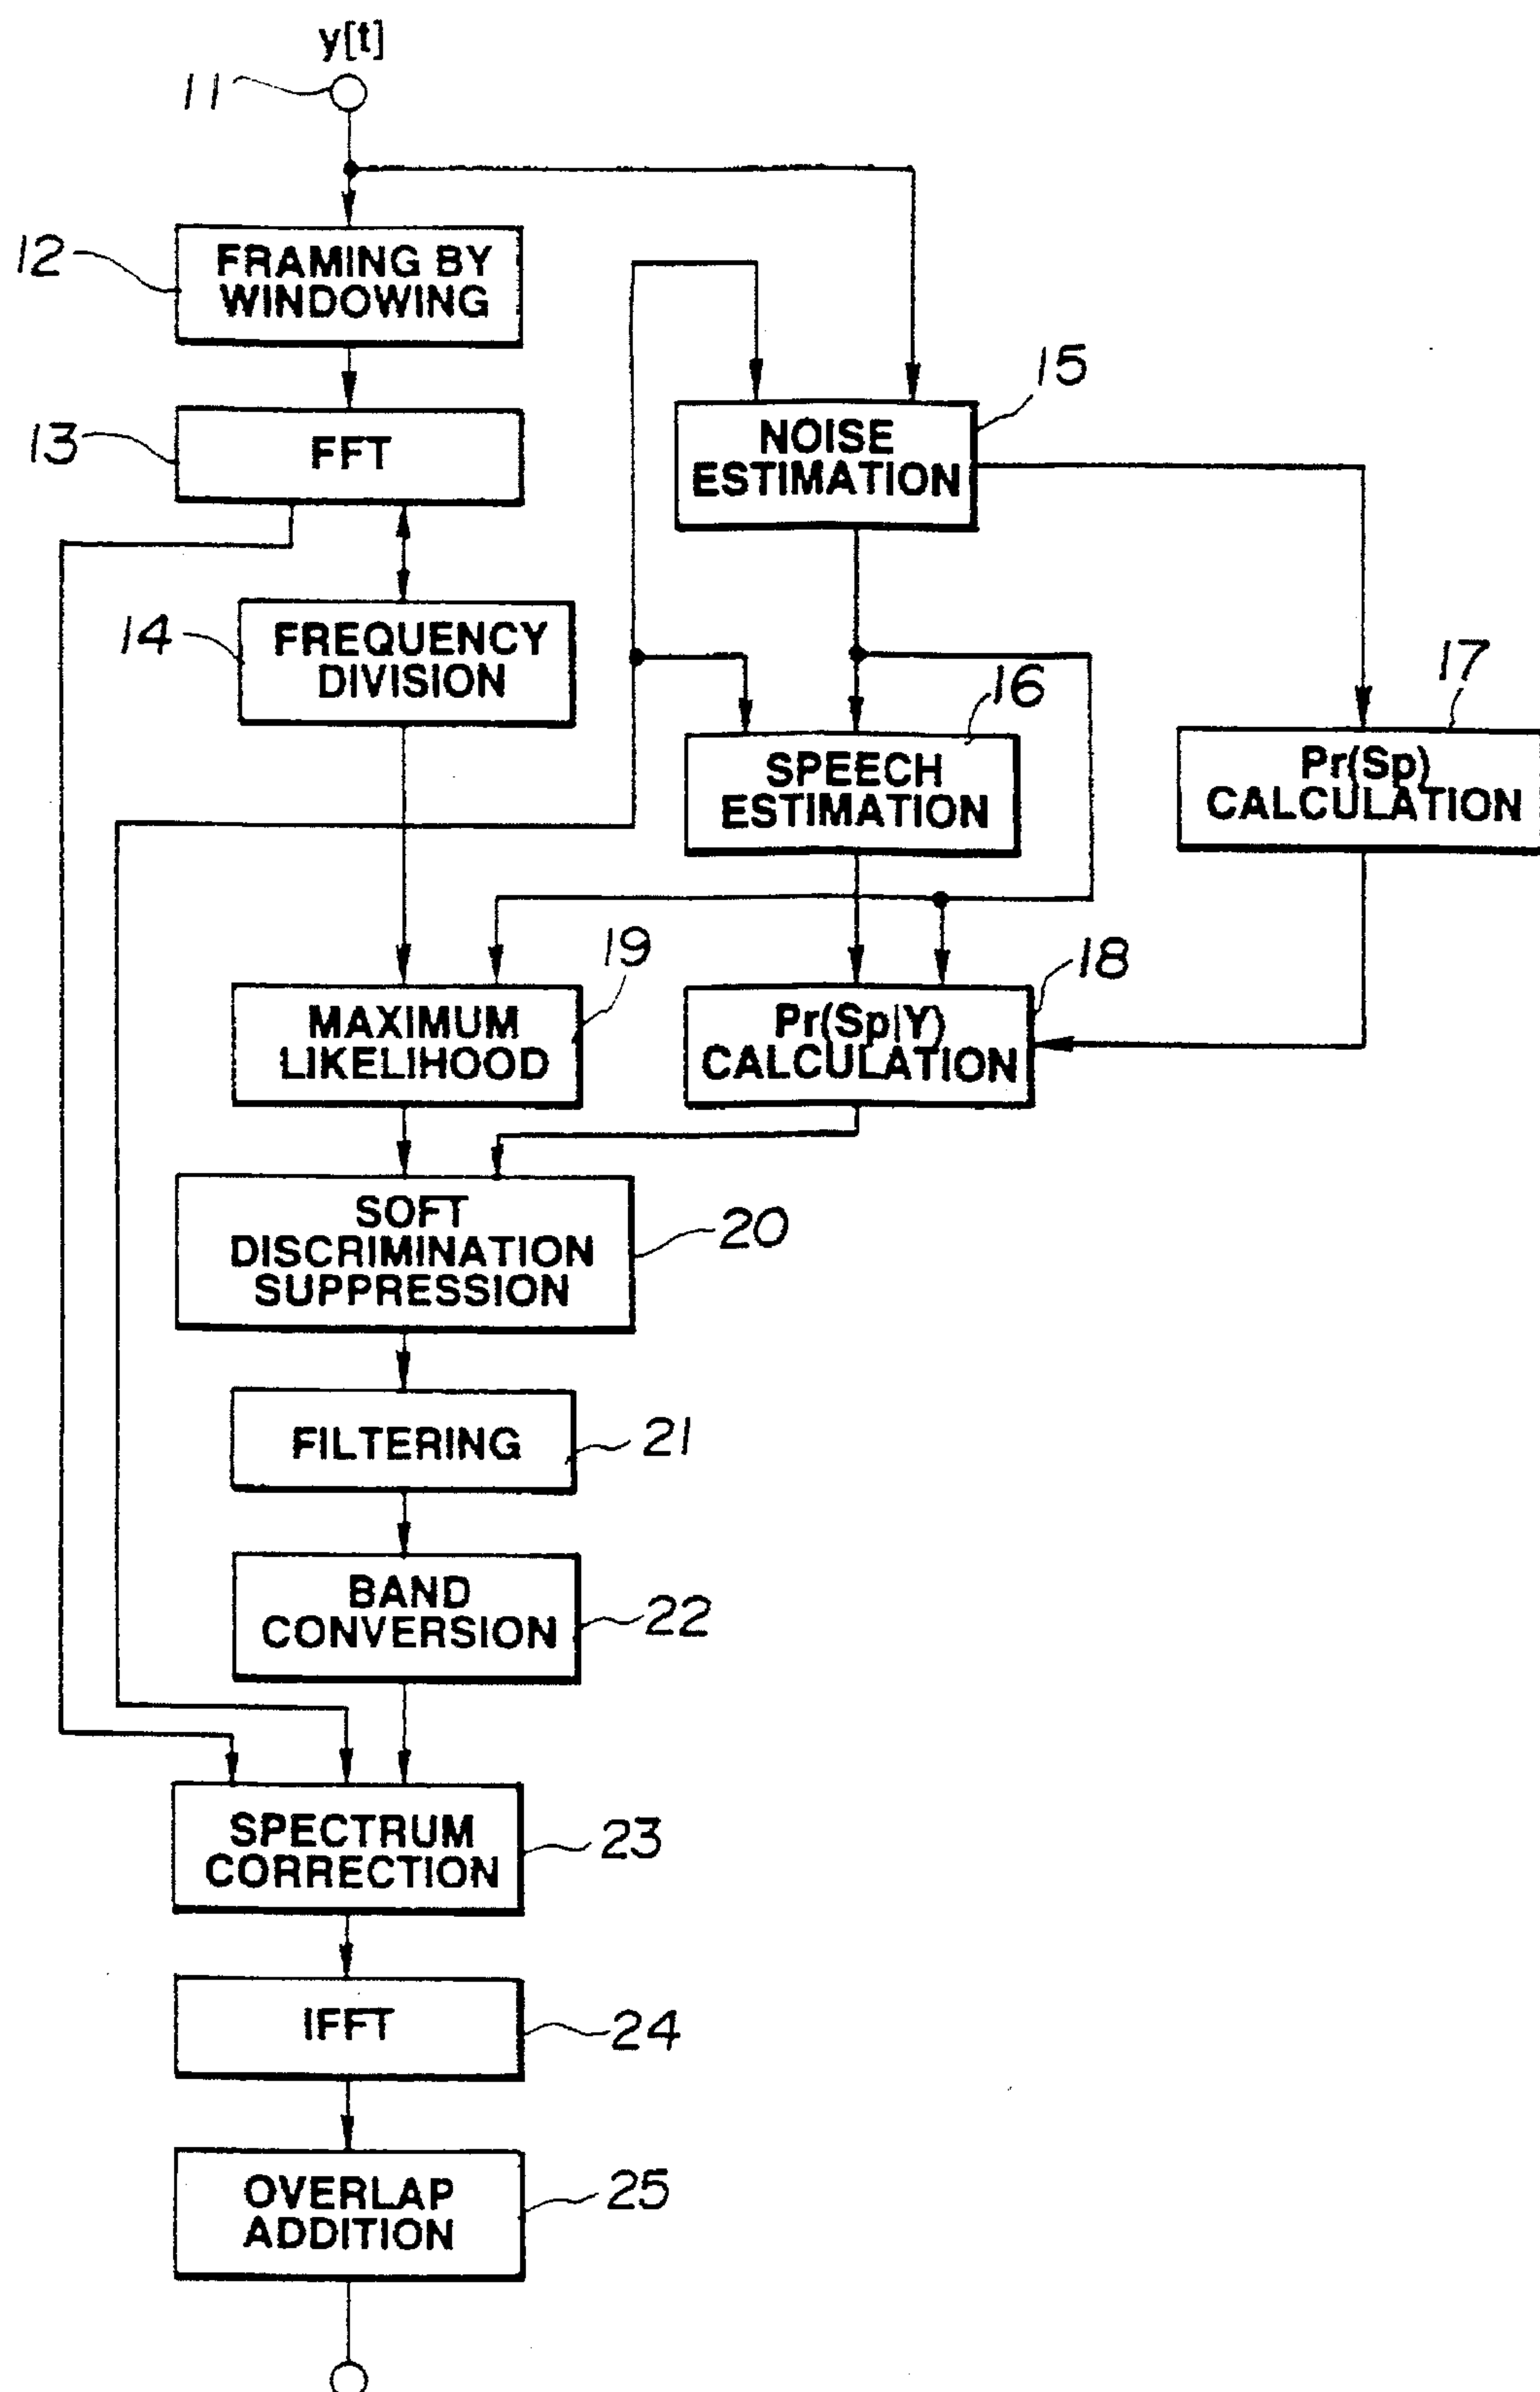 y[t]
11
12
FRAMING BY
WINDOWING
13
FFT
15
NOISE
ESTIMATION
14
FREQUENCY
DIVISION
16
SPEECH
ESTIMATION
17
Pr(Sp)
CALCULATION
19
MAXIMUM
LIKELIHOOD
18
Pr(Sp|Y)
CALCULATION
SOFT
DISCRIMINATION
SUPPRESSION
20
FILTERING
21
BAND
CONVERSION
22
SPECTRUM
CORRECTION
23
IFFT
24
OVERLAP
ADDITION
25